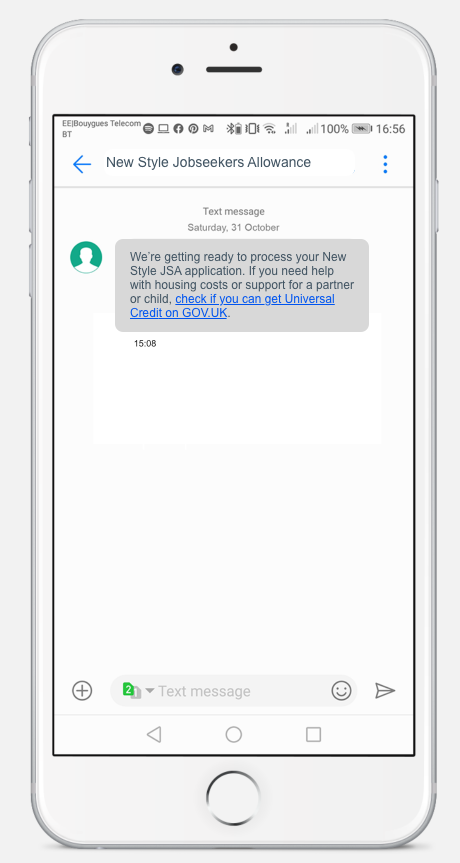 EE|Bouygues Telecom
BT
100%
16:56
New Style Jobseekers Allowance
Text message
Saturday, 31 October
We’re getting ready to process your New
Style JSA application. If you need help
with housing costs or support for a partner
or child, check if you can get Universal
Credit on GOV.UK.
15:08
2
1
Text message